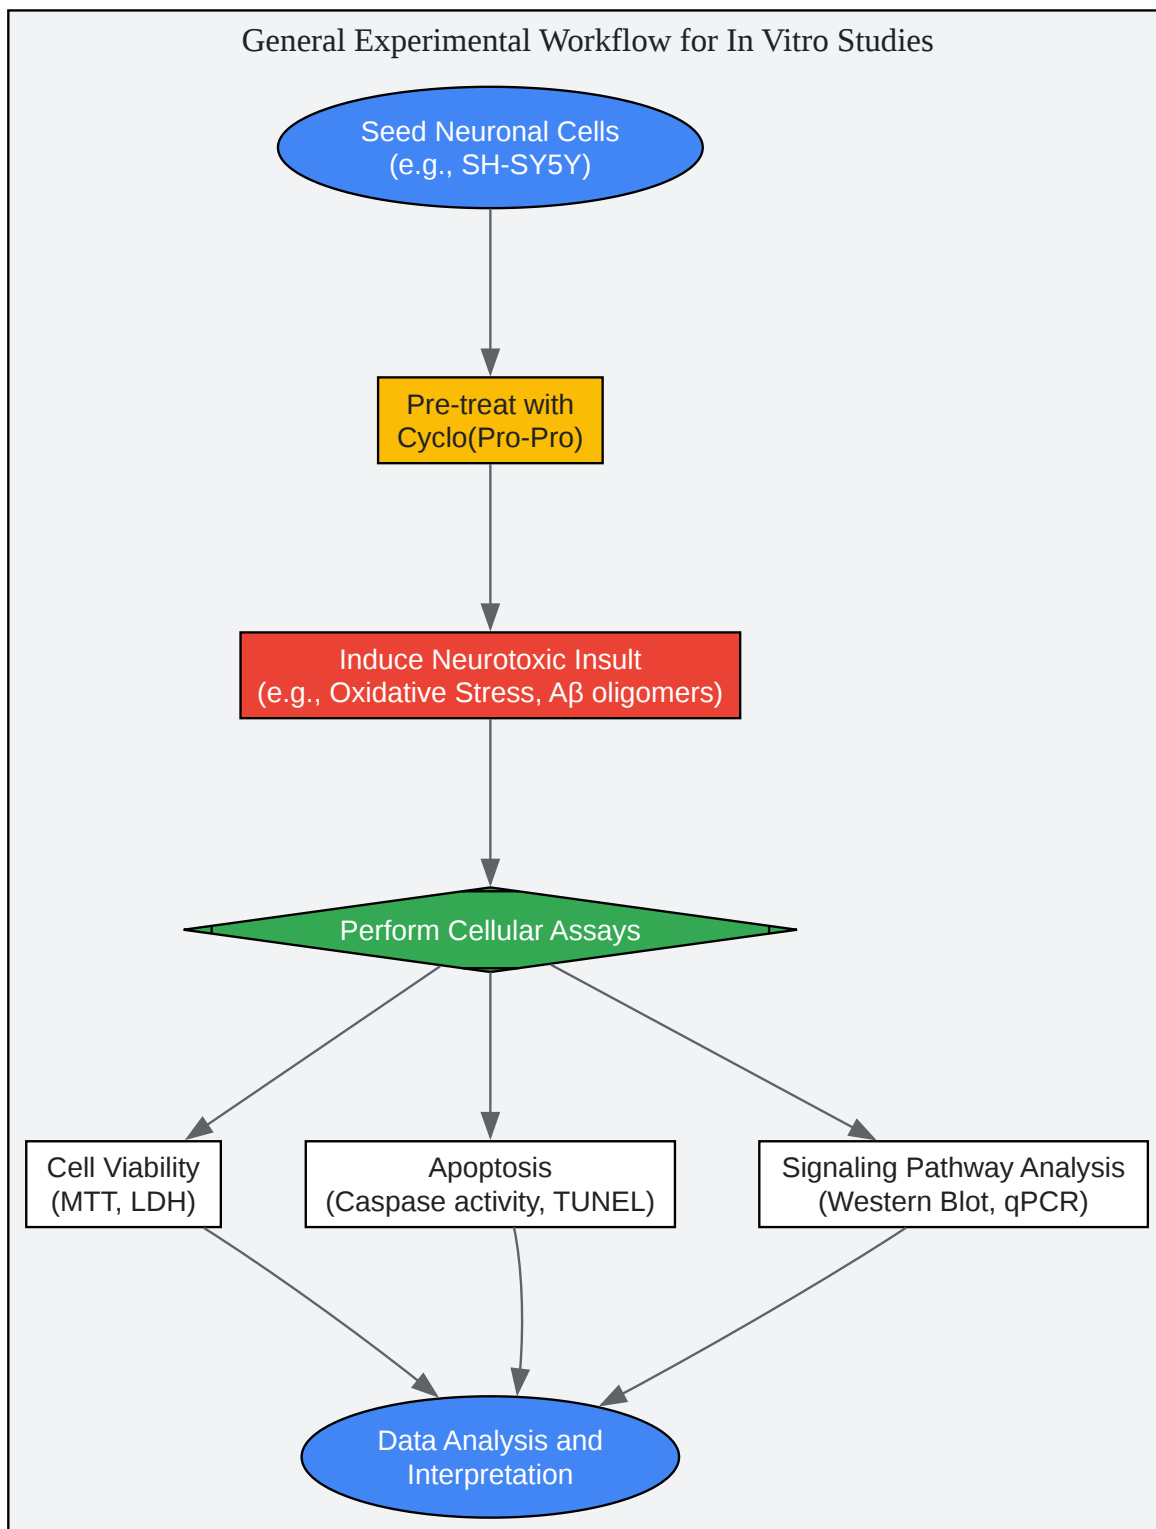 General Experimental Workflow for In Vitro Studies
Seed Neuronal Cells
(e.g., SH-SY5Y)
Pre-treat with
Cyclo(Pro-Pro)
Induce Neurotoxic Insult
(e.g., Oxidative Stress, Aβ oligomers)
Perform Cellular Assays
Cell Viability
(MTT, LDH)
Apoptosis
(Caspase activity, TUNEL)
Signaling Pathway Analysis
(Western Blot, qPCR)
Data Analysis and
Interpretation